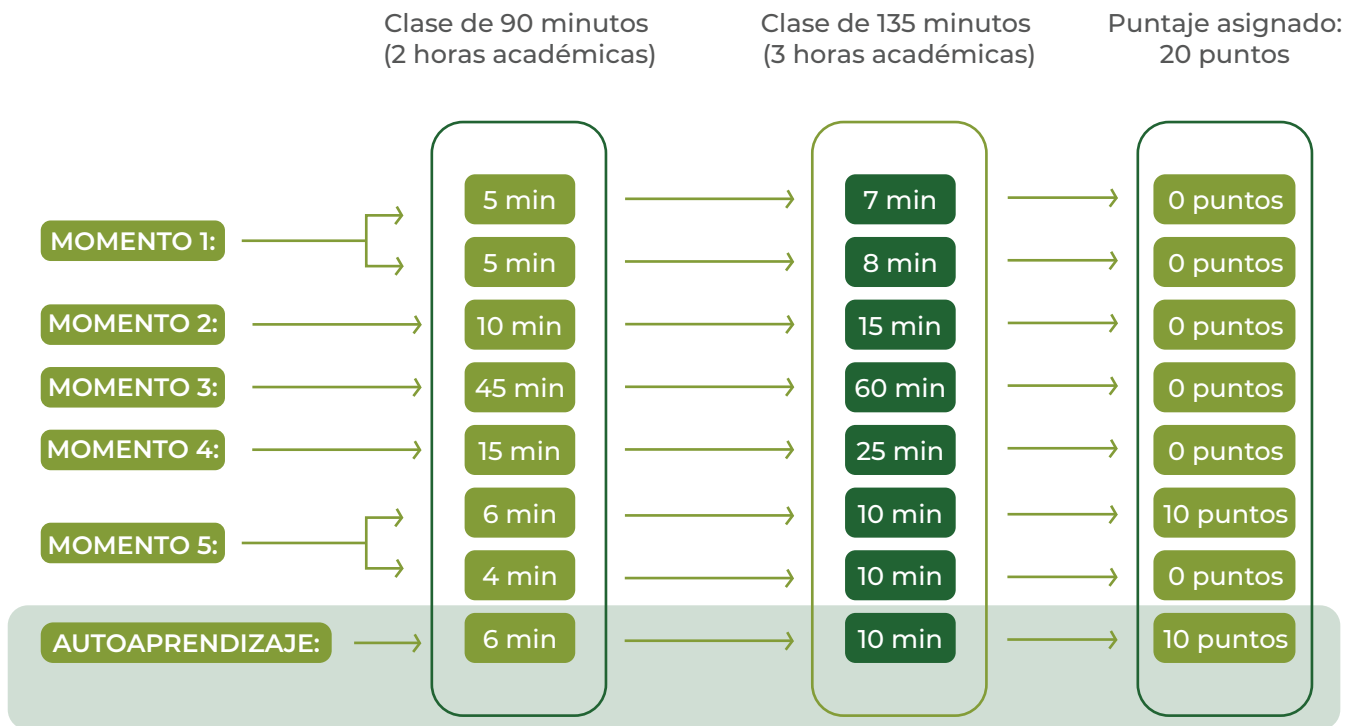 Clase de 90 minutos
(2 horas académicas)
Clase de 135 minutos
(3 horas académicas)
Puntaje asignado:
20 puntos
MOMENTO 1:
5 min
7 min
0 puntos
5 min
8 min
0 puntos
MOMENTO 2:
10 min
15 min
0 puntos
MOMENTO 3:
45 min
60 min
0 puntos
MOMENTO 4:
15 min
25 min
0 puntos
MOMENTO 5:
6 min
10 min
10 puntos
4 min
10 min
0 puntos
AUTOAPRENDIZAJE:
6 min
10 min
10 puntos